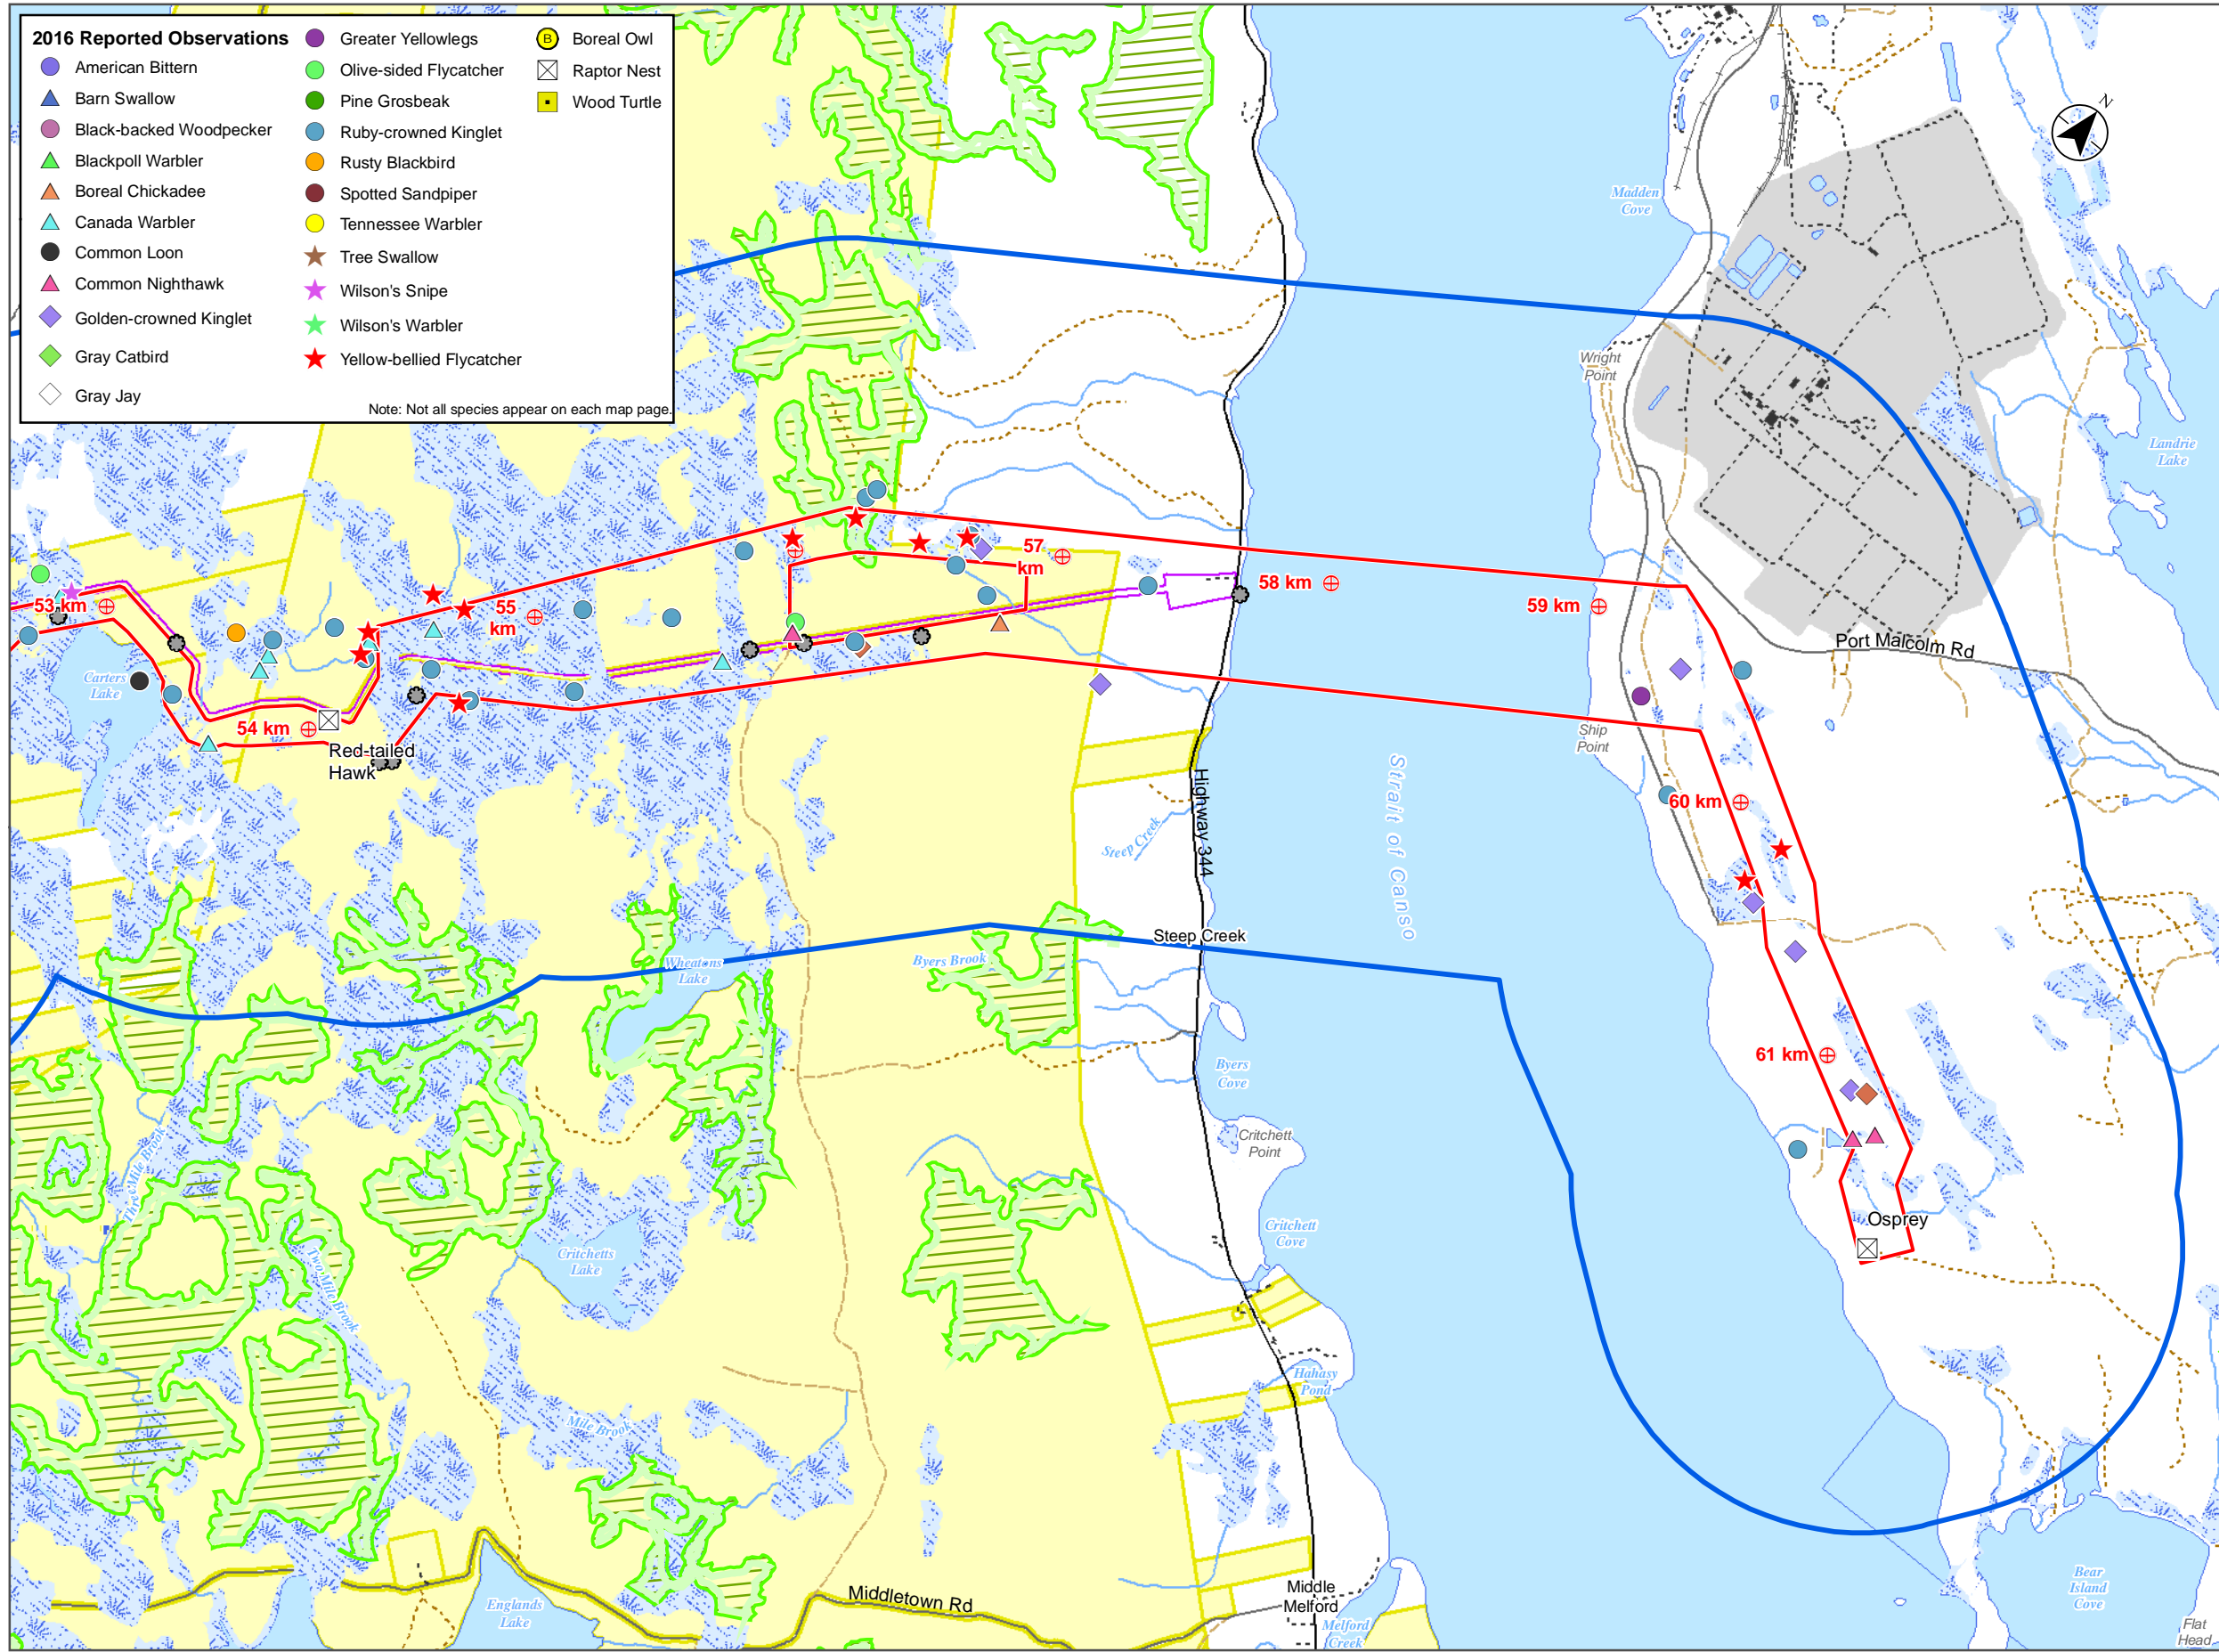 2016 Reported Observations
American Bittern
Barn Swallow
Black-backed Woodpecker
Blackpoll Warbler
Boreal Chickadee
Canada Warbler
Common Loon
Common Nighthawk
Golden-crowned Kinglet
Gray Catbird
Gray Jay
Greater Yellowlegs
Olive-sided Flycatcher
Pine Grosbeak
Ruby-crowned Kinglet
Rusty Blackbird
Spotted Sandpiper
Tennessee Warbler
Tree Swallow
Wilson's Snipe
Wilson's Warbler
Yellow-bellied Flycatcher
B
Boreal Owl
Raptor Nest
Wood Turtle
Note: Not all species appear on each map page.
N
Madden
Cove
Wright
Point
Landrie
Lake
53 km
54 km
55
km
57
km
58 km
59 km
60 km
61 km
Carters
Lake
Red-tailed
Hawk
Port Malcolm Rd
Ship
Point
Highway 344
Strait of Canso
Steep Creek
Steep Creek
Byers Brook
Wheatons
Lake
Byers
Cove
Critchett
Point
Critchett
Cove
Osprey
Three Mile Brook
Two Mile Brook
Critchetts
Lake
Hahasy
Pond
Mile Brook
Middletown Rd
Englands
Lake
Middle
Melford
Melford
Creek
Bear
Island
Cove
Flat
Head